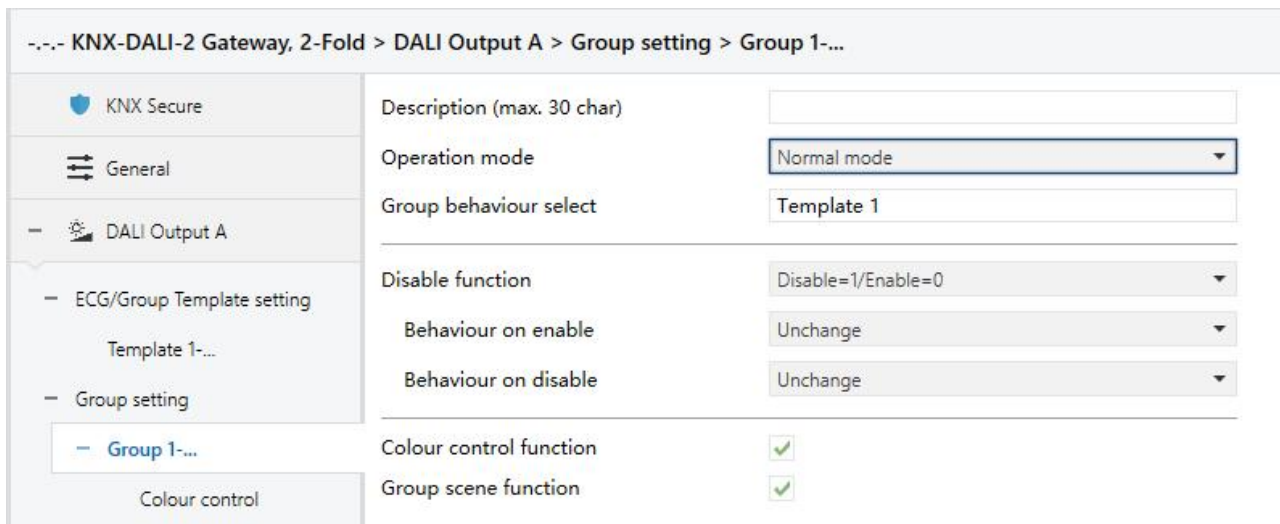 -.-.- KNX-DALI-2 Gateway, 2-Fold > DALI Output A > Group setting > Group 1-...
KNX Secure
General
DALI Output A
ECG/Group Template setting
Template 1-...
Group setting
Group 1-...
Colour control
Description (max. 30 char)
Operation mode Normal mode
Group behaviour select Template 1
Disable function Disable=1/Enable=0
Behaviour on enable Unchange
Behaviour on disable Unchange
Colour control function
Group scene function